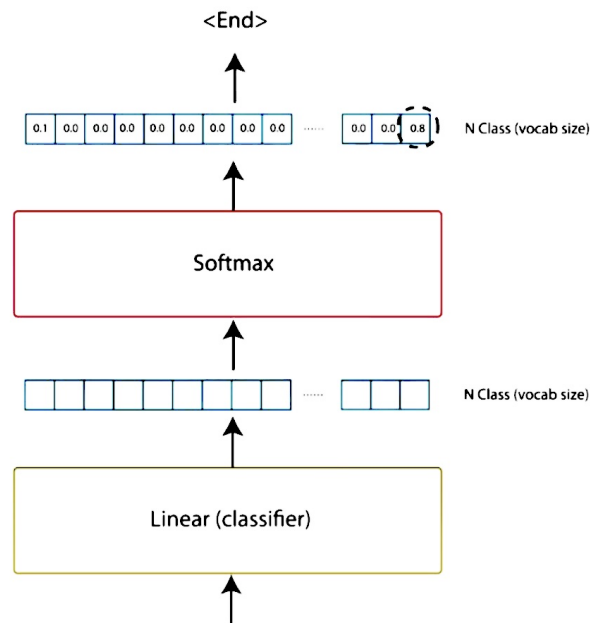 <End>
0.1 0.0 0.0 0.0 0.0 0.0 0.0 0.0 0.0 ...... 0.0 0.0 0.8 N Class (vocab size)
Softmax
...... N Class (vocab size)
Linear (classifier)